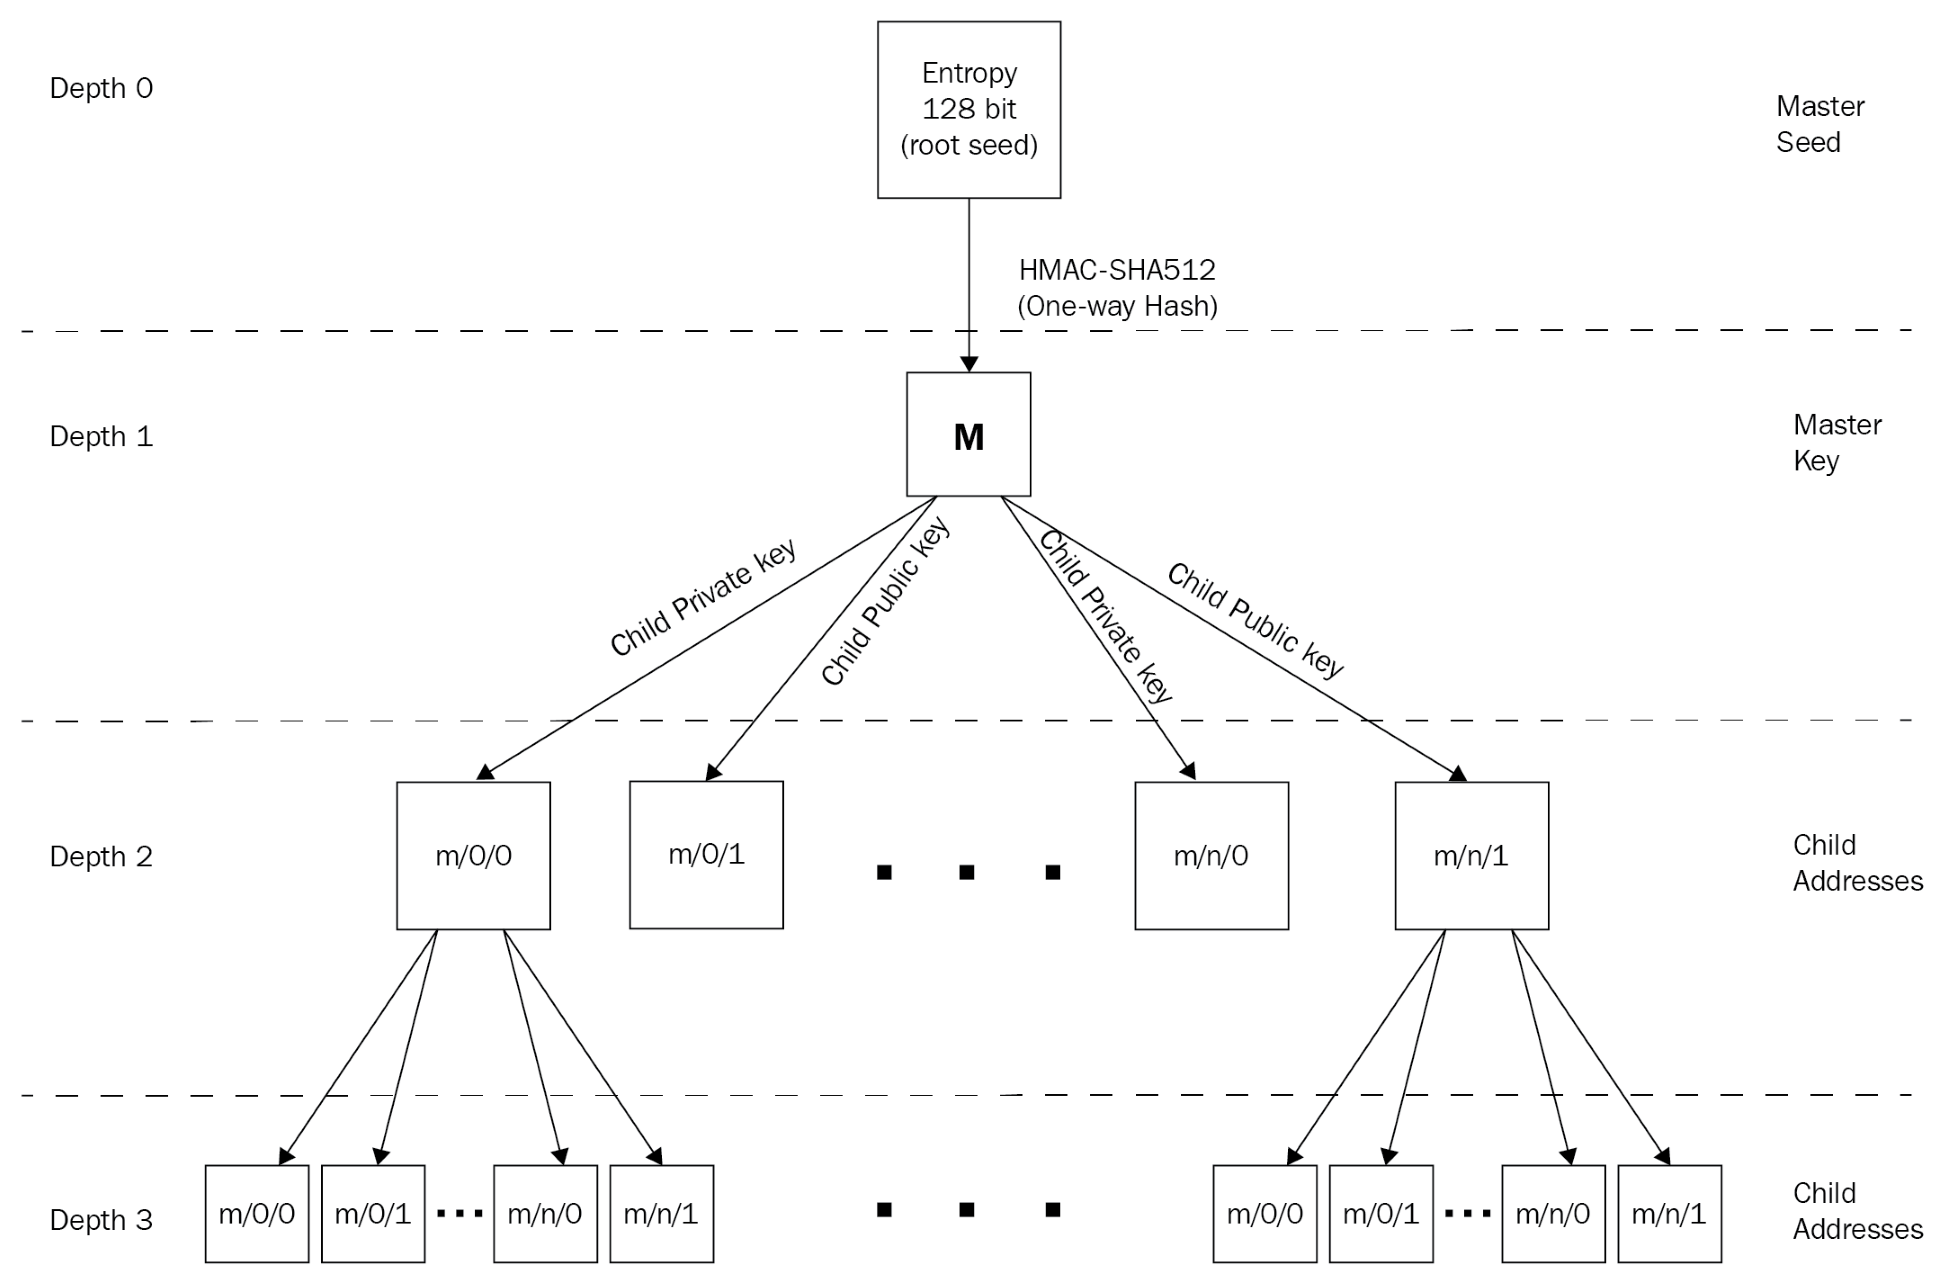 Depth 0
Entropy
128 bit
(root seed)
Master
Seed
HMAC-SHA512
(One-way Hash)
Depth 1
M
Master
Key
Child Private key
Child Public key
Child Private key
Child Public key
Depth 2
m/0/0
m/0/1
m/n/0
m/n/1
Child
Addresses
Depth 3
m/0/0
m/0/1
m/n/0
m/n/1
m/0/0
m/0/1
m/n/0
m/n/1
Child
Addresses